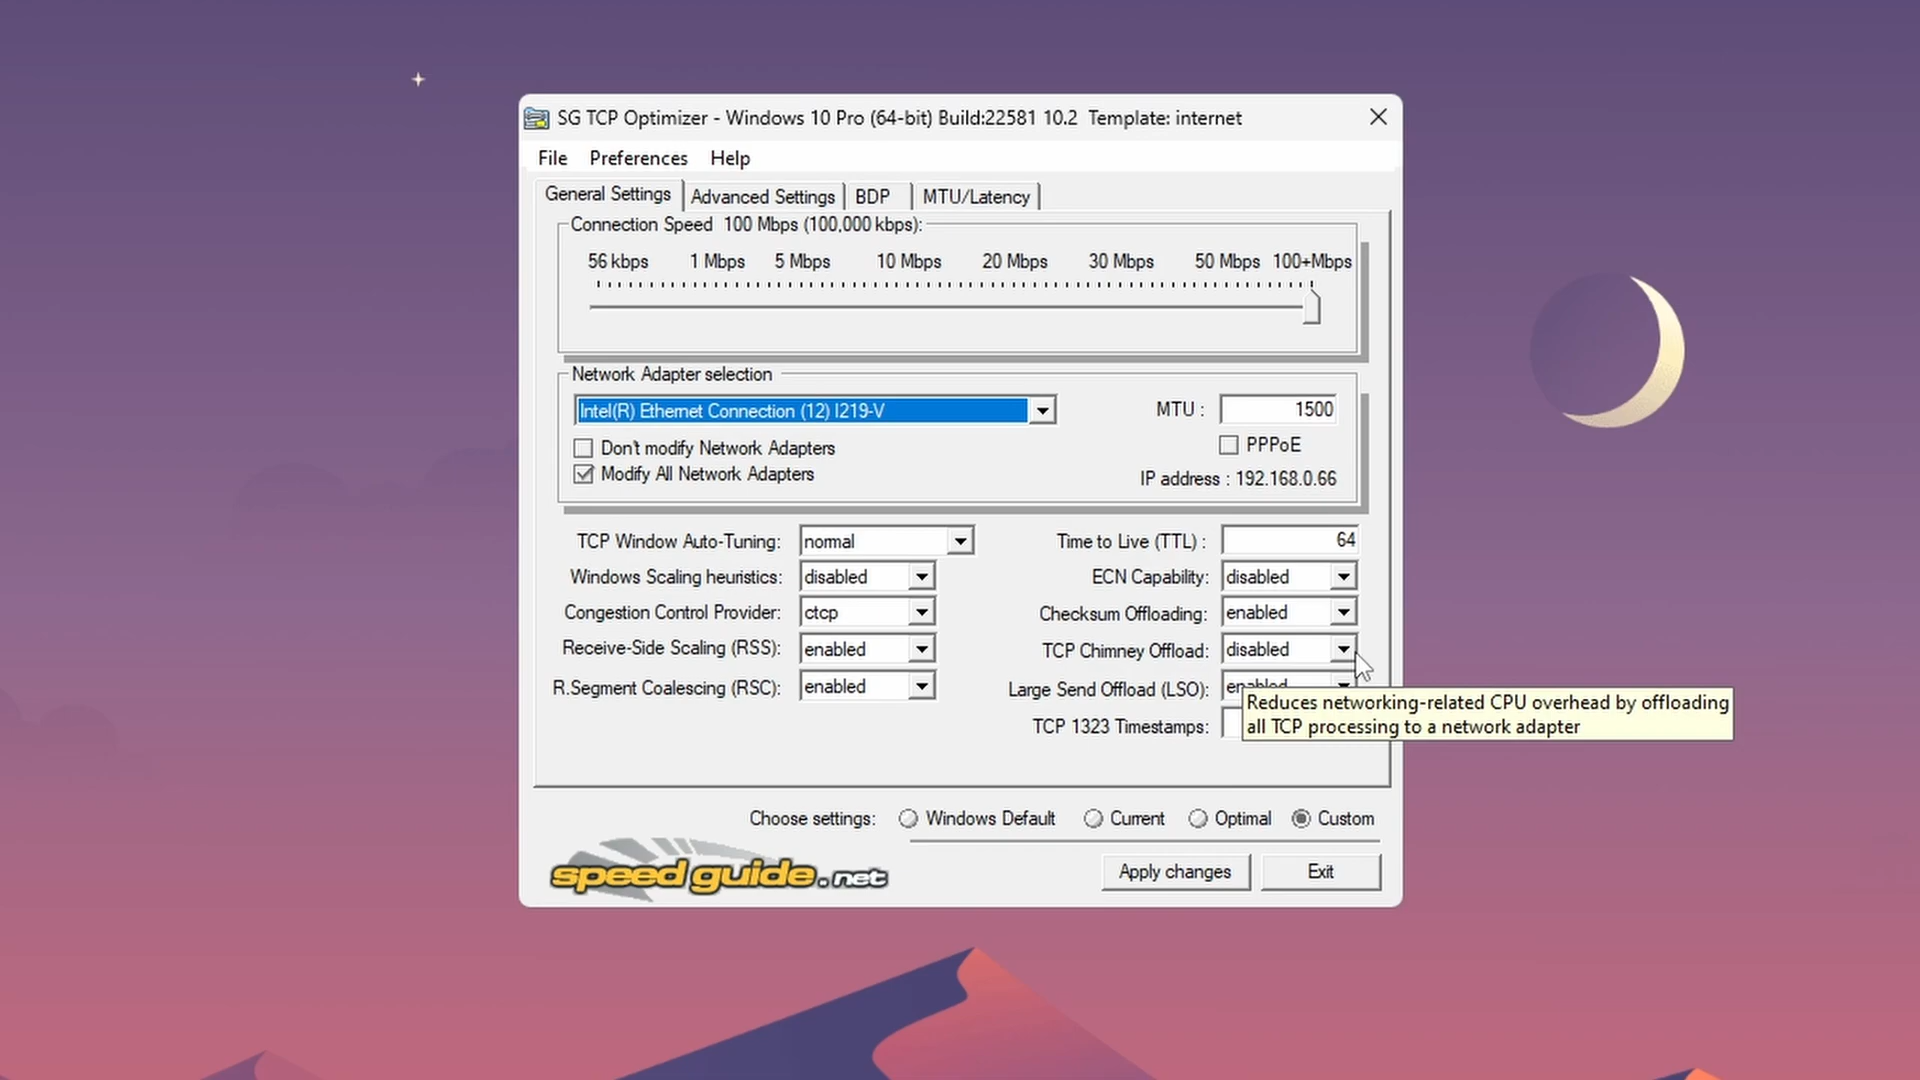 SG TCP Optimizer - Windows 10 Pro (64-bit) Build:22581 10.2  Template: internet
File Preferences Help
General Settings Advanced Settings BDP MTU/Latency
Connection Speed 100 Mbps (100,000 kbps):
56 kbps 1 Mbps 5 Mbps 10 Mbps 20 Mbps 30 Mbps 50 Mbps 100+Mbps
Network Adapter selection
Intel(R) Ethernet Connection (12) I219-V
MTU : 1500
Don't modify Network Adapters
PPPoE
Modify All Network Adapters
IP address : 192.168.0.66
TCP Window Auto-Tuning: normal
Time to Live (TTL) : 64
Windows Scaling heuristics: disabled
ECN Capability: disabled
Congestion Control Provider: ctcp
Checksum Offloading: enabled
Receive-Side Scaling (RSS): enabled
TCP Chimney Offload: disabled
R.Segment Coalescing (RSC): enabled
Large Send Offload (LSO): enabled
Reduces networking-related CPU overhead by offloading
all TCP processing to a network adapter
TCP 1323 Timestamps:
Choose settings: Windows Default Current Optimal Custom
speed guide.net
Apply changes Exit